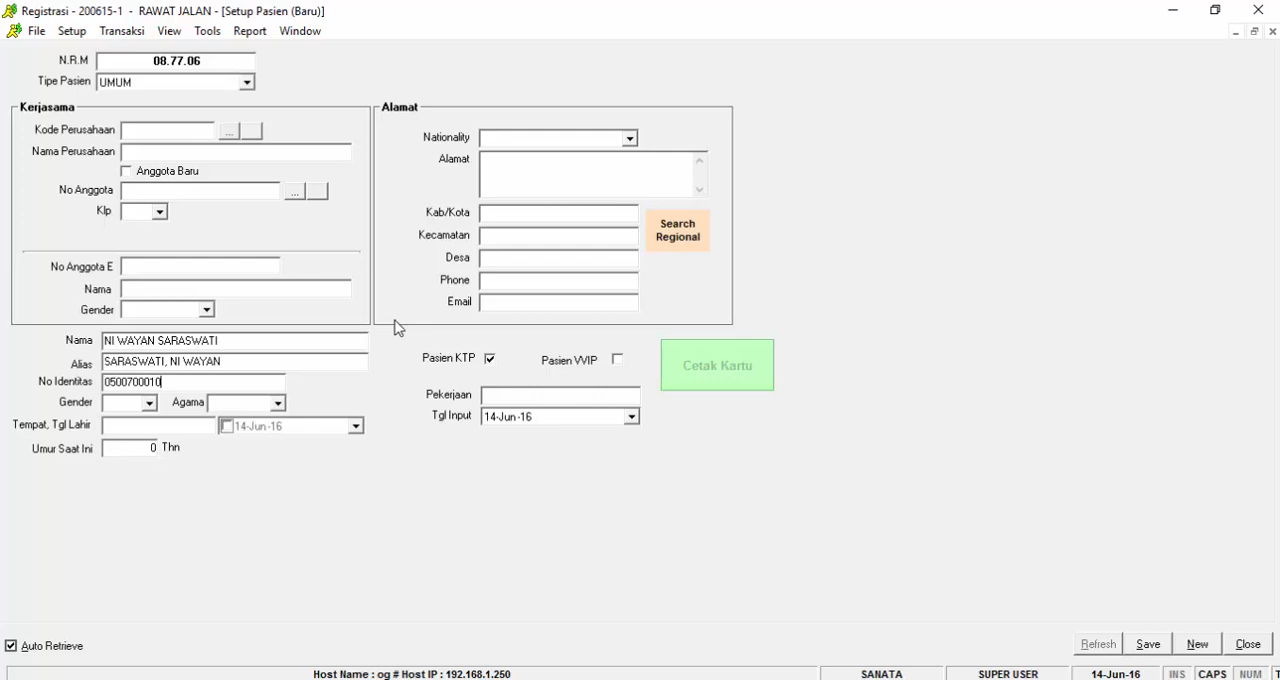 Registrasi - 200615-1 - RAWAT JALAN - [Setup Pasien (Baru)]
File Setup Transaksi View Tools Report Window
N.R.M 08.77.06
Tipe Pasien UMUM
Kerjasama
Kode Perusahaan ...
Nama Perusahaan
Anggota Baru
No Anggota ...
Klp
No Anggota E
Nama
Gender
Alamat
Nationality
Alamat
Kab/Kota
Kecamatan
Desa
Phone
Email
Search
Regional
Nama NI WAYAN SARASWATI
Alias SARASWATI, NI WAYAN
No Identitas 0500700010
Gender Agama
Tempat, Tgl Lahir 14-Jun-16
Umur Saat Ini 0 Thn
Pasien KTP Pasien VVIP
Pekerjaan
Tgl Input 14-Jun-16
Cetak Kartu
Auto Retrieve
Refresh Save New Close
Host Name : og # Host IP : 192.168.1.250 SANATA SUPER USER 14-Jun-16 INS CAPS NUM